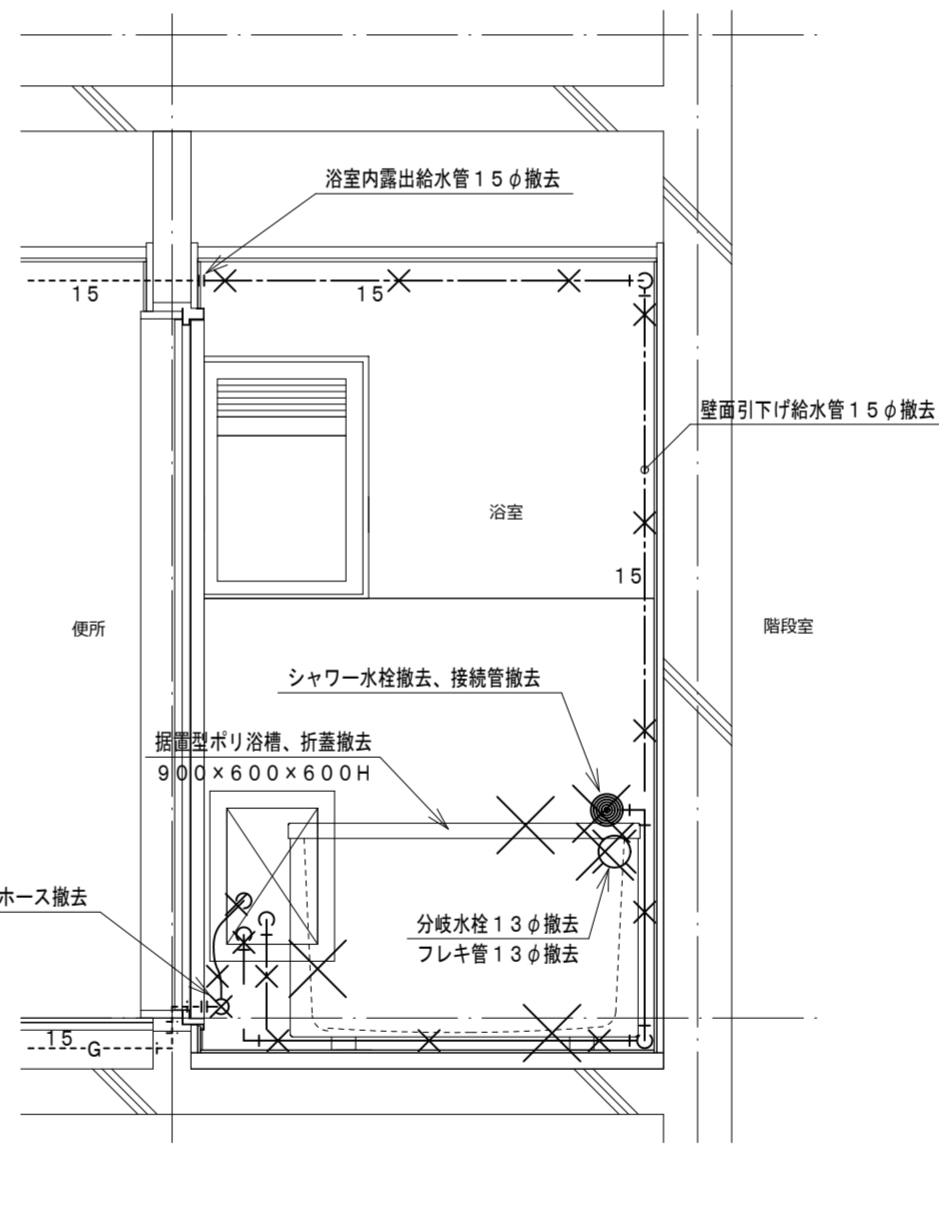 浴室内露出給水管１５φ撤去
15
15
壁面引下げ給水管１５φ撤去
浴室
15
便所
階段室
シャワー水栓撤去、接続管撤去
据置型ポリ浴槽、折蓋撤去
９００×６００×６００Ｈ
ホース撤去
分岐水栓１３φ撤去
フレキ管１３φ撤去
15
G